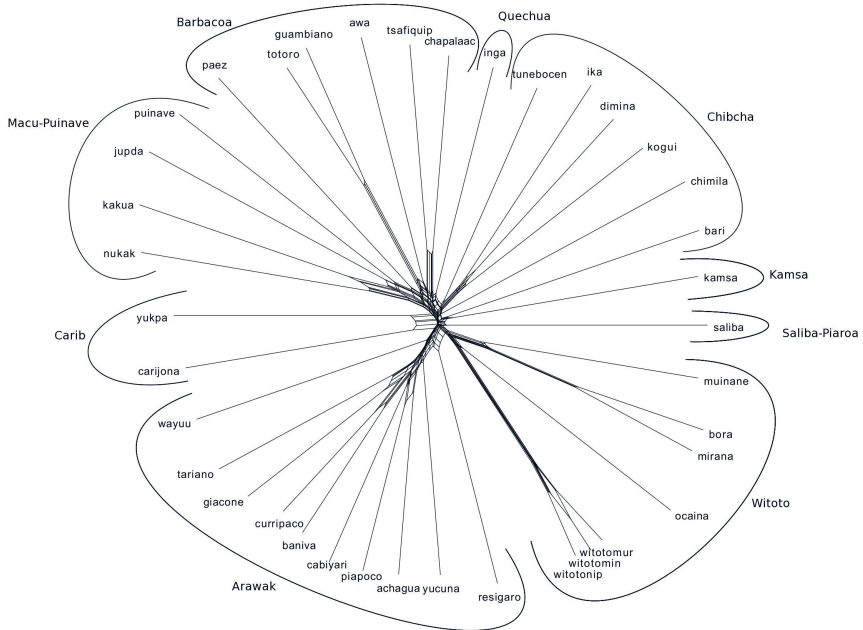 Barbacoa
Quechua
awa
tsafiquip
guambiano
chapalaac
totoro
inga
paez
tunebocen
ika
dimina
Macu-Puinave
puinave
Chibcha
jupda
kogui
chimila
kakua
bari
nukak
kamsa
Kamsa
yukpa
saliba
Saliba-Piaroa
Carib
carijona
muinane
wayuu
bora
mirana
tariano
giacone
Witoto
ocaina
curripaco
baniva
witotomur
cabiyari
witotomin
piapoco
witotonip
Arawak
achagua
yucuna
resigaro